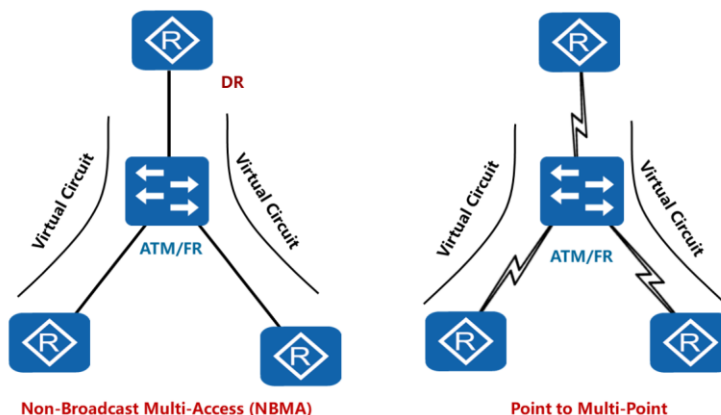 R
DR
Virtual Circuit
Virtual Circuit
ATM/FR
R
R
Non-Broadcast Multi-Access (NBMA)
R
Virtual Circuit
Virtual Circuit
ATM/FR
R
R
Point to Multi-Point